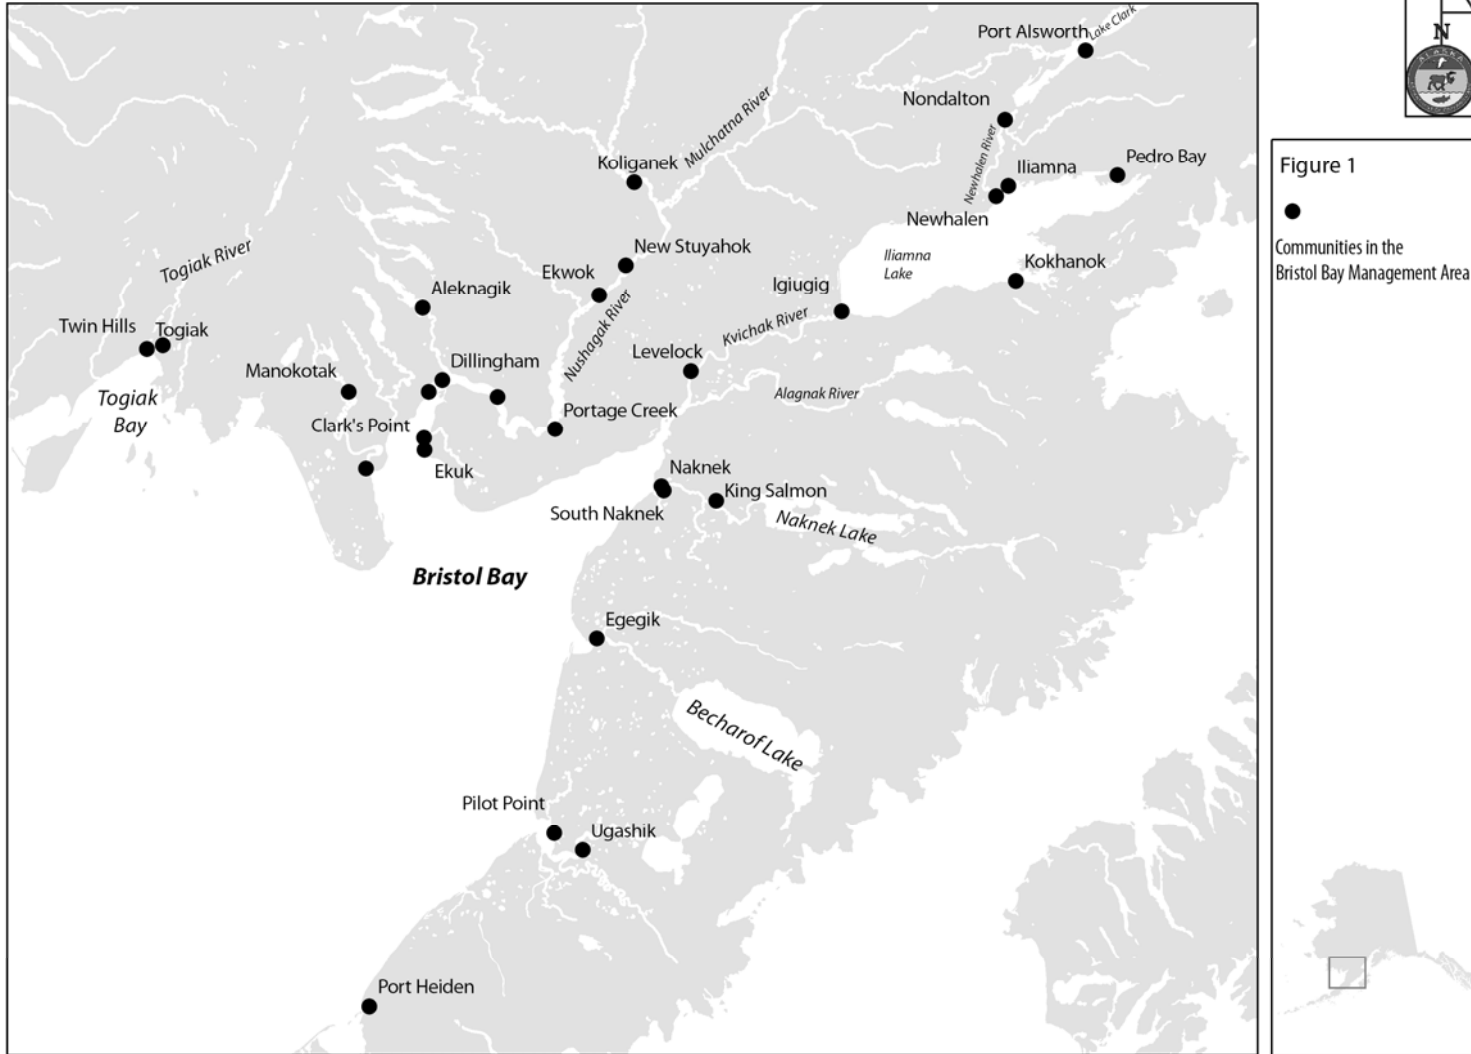 Port Alsworth
Lake Clark
N
ALASKA
Nondalton
Mulchatna River
Newhalen River
Koliganek
Iliamna
Pedro Bay
Figure 1
Newhalen
Communities in the
Bristol Bay Management Area
Togiak River
New Stuyahok
Iliamna
Lake
Kokhanok
Ekwok
Aleknagik
Igiugig
Nushagak River
Kvichak River
Twin Hills
Togiak
Levelock
Dillingham
Manokotak
Togiak
Bay
Alagnak River
Portage Creek
Clark's Point
Ekuk
Naknek
King Salmon
South Naknek
Naknek Lake
Bristol Bay
Egegik
Becharof Lake
Pilot Point
Ugashik
Port Heiden